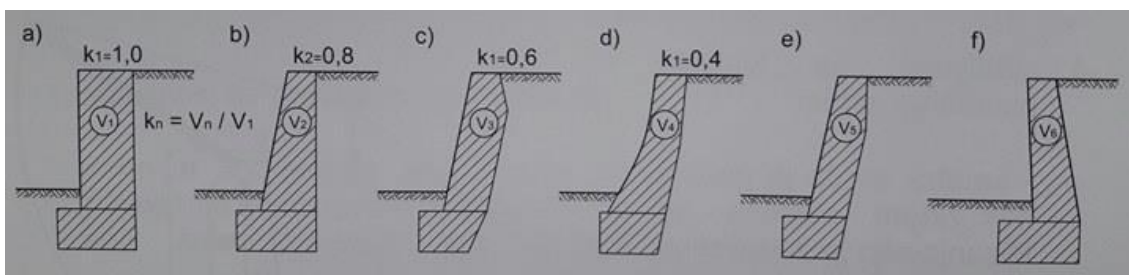 a)
k1=1,0
V1
kn = Vn / V1
b)
k2=0,8
V2
c)
k1=0,6
V3
d)
k1=0,4
V4
e)
V5
f)
V6